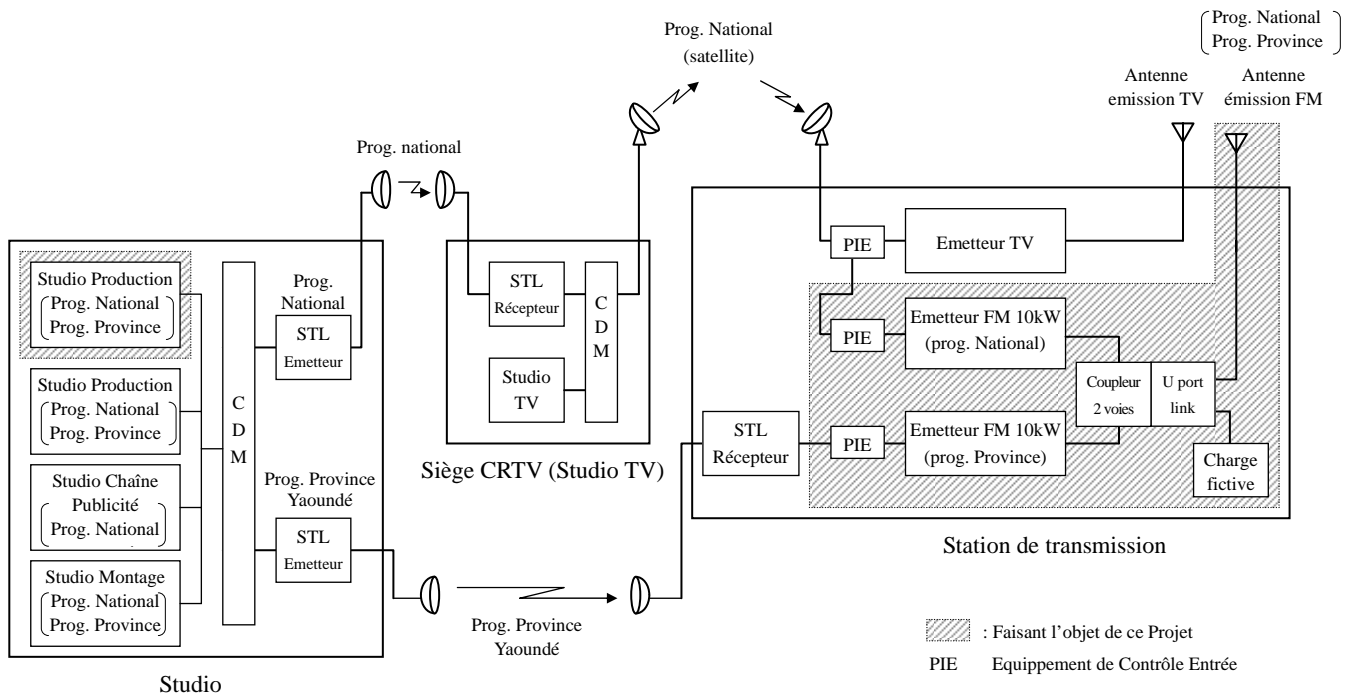 Prog. National
Prog. Province
Prog. National
(satellite)
Antenne
emission TV
Antenne
émission FM
Prog. national
Studio Production
Prog. National
Prog. Province
Studio Production
Prog. National
Prog. Province
Studio Chaîne
Publicité
Prog. National
Studio Montage
Prog. National
Prog. Province
C
D
M
Prog.
National
STL
Emetteur
Prog. Province
Yaoundé
STL
Emetteur
Studio
STL
Récepteur
Studio
TV
C
D
M
Siège CRTV (Studio TV)
Prog. Province
Yaoundé
PIE
Emetteur TV
PIE
Emetteur FM 10kW
(prog. National)
STL
Récepteur
PIE
Emetteur FM 10kW
(prog. Province)
Coupleur
2 voies
U port
link
Charge
fictive
Station de transmission
: Faisant l’objet de ce Projet
PIE Equippement de Contrôle Entrée